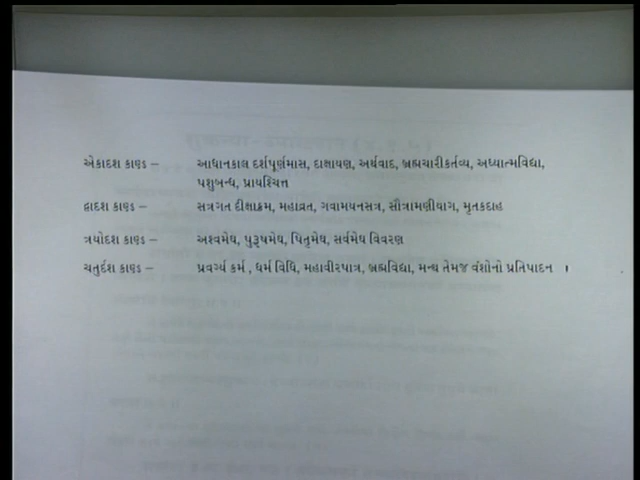 એકાદશ કાણ્ડ – આધાનકાલ દર્શપૂર્ણમાસ, દાક્ષાયણ, અર્થવાદ, બ્રહ્મચારીકર્તવ્ય, અધ્યાત્મવિદ્યા,
પશુબન્ધ, પ્રાયશ્ચિત્ત
દ્વાદશ કાણ્ડ – સત્રગત દીક્ષાક્રમ, મહાવ્રત, ગવામયનસત્ર, સૌત્રામણીયાગ, મૃતકદાહ
ત્રયોદશ કાણ્ડ – અશ્વમેધ, પુરૂષમેધ, પિતૃમેધ, સર્વમેધ વિવરણ
ચતુર્દશ કાણ્ડ – પ્રવર્ગ્ય કર્મ , ધર્મ વિધિ, મહાવીરપાત્ર, બ્રહ્મવિદ્યા, મન્થ તેમજ વંશોનો પ્રતિપાદન ।